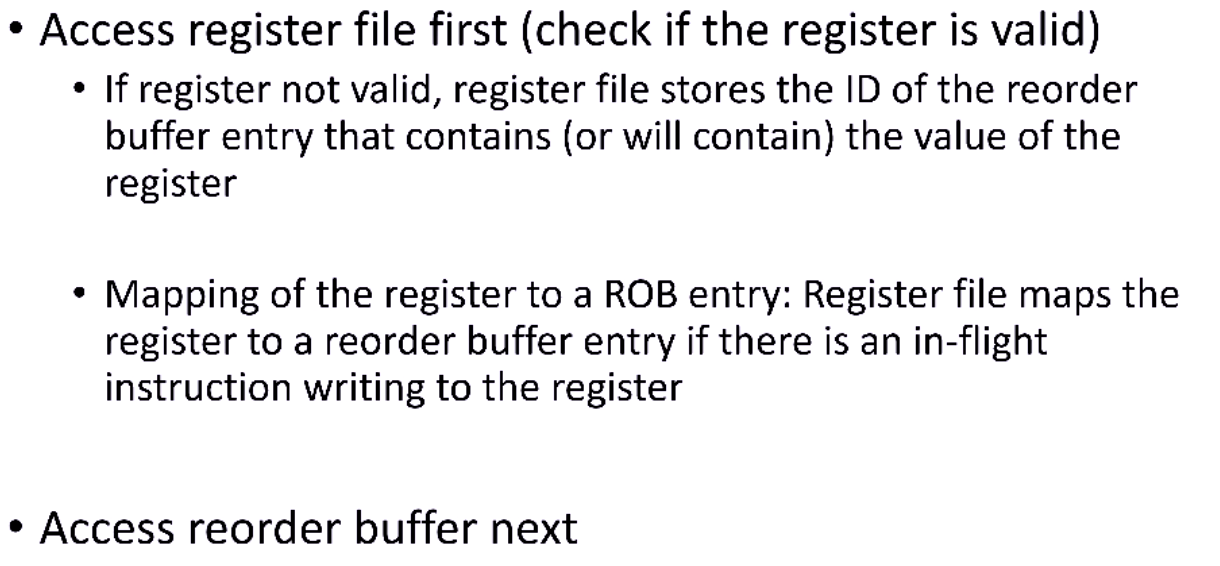 • Access register file first (check if the register is valid)
• If register not valid, register file stores the ID of the reorder
buffer entry that contains (or will contain) the value of the
register
• Mapping of the register to a ROB entry: Register file maps the
register to a reorder buffer entry if there is an in-flight
instruction writing to the register
• Access reorder buffer next